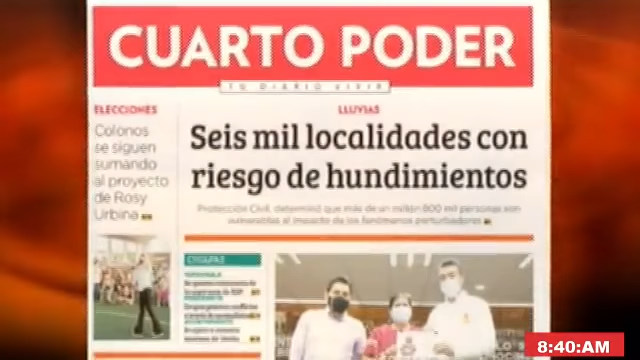 CUARTO PODER
TU DIARIO VIVIR
ELECCIONES
Colonos
se siguen
sumando
al proyecto
de Rosy
Urbina
LLUVIAS
Seis mil localidades con
riesgo de hundimientos
Protección Civil, determinó que más de un millón 800 mil personas son
vulnerables al impacto de los fenómenos perturbadores
CHIAPAS
8:40:AM